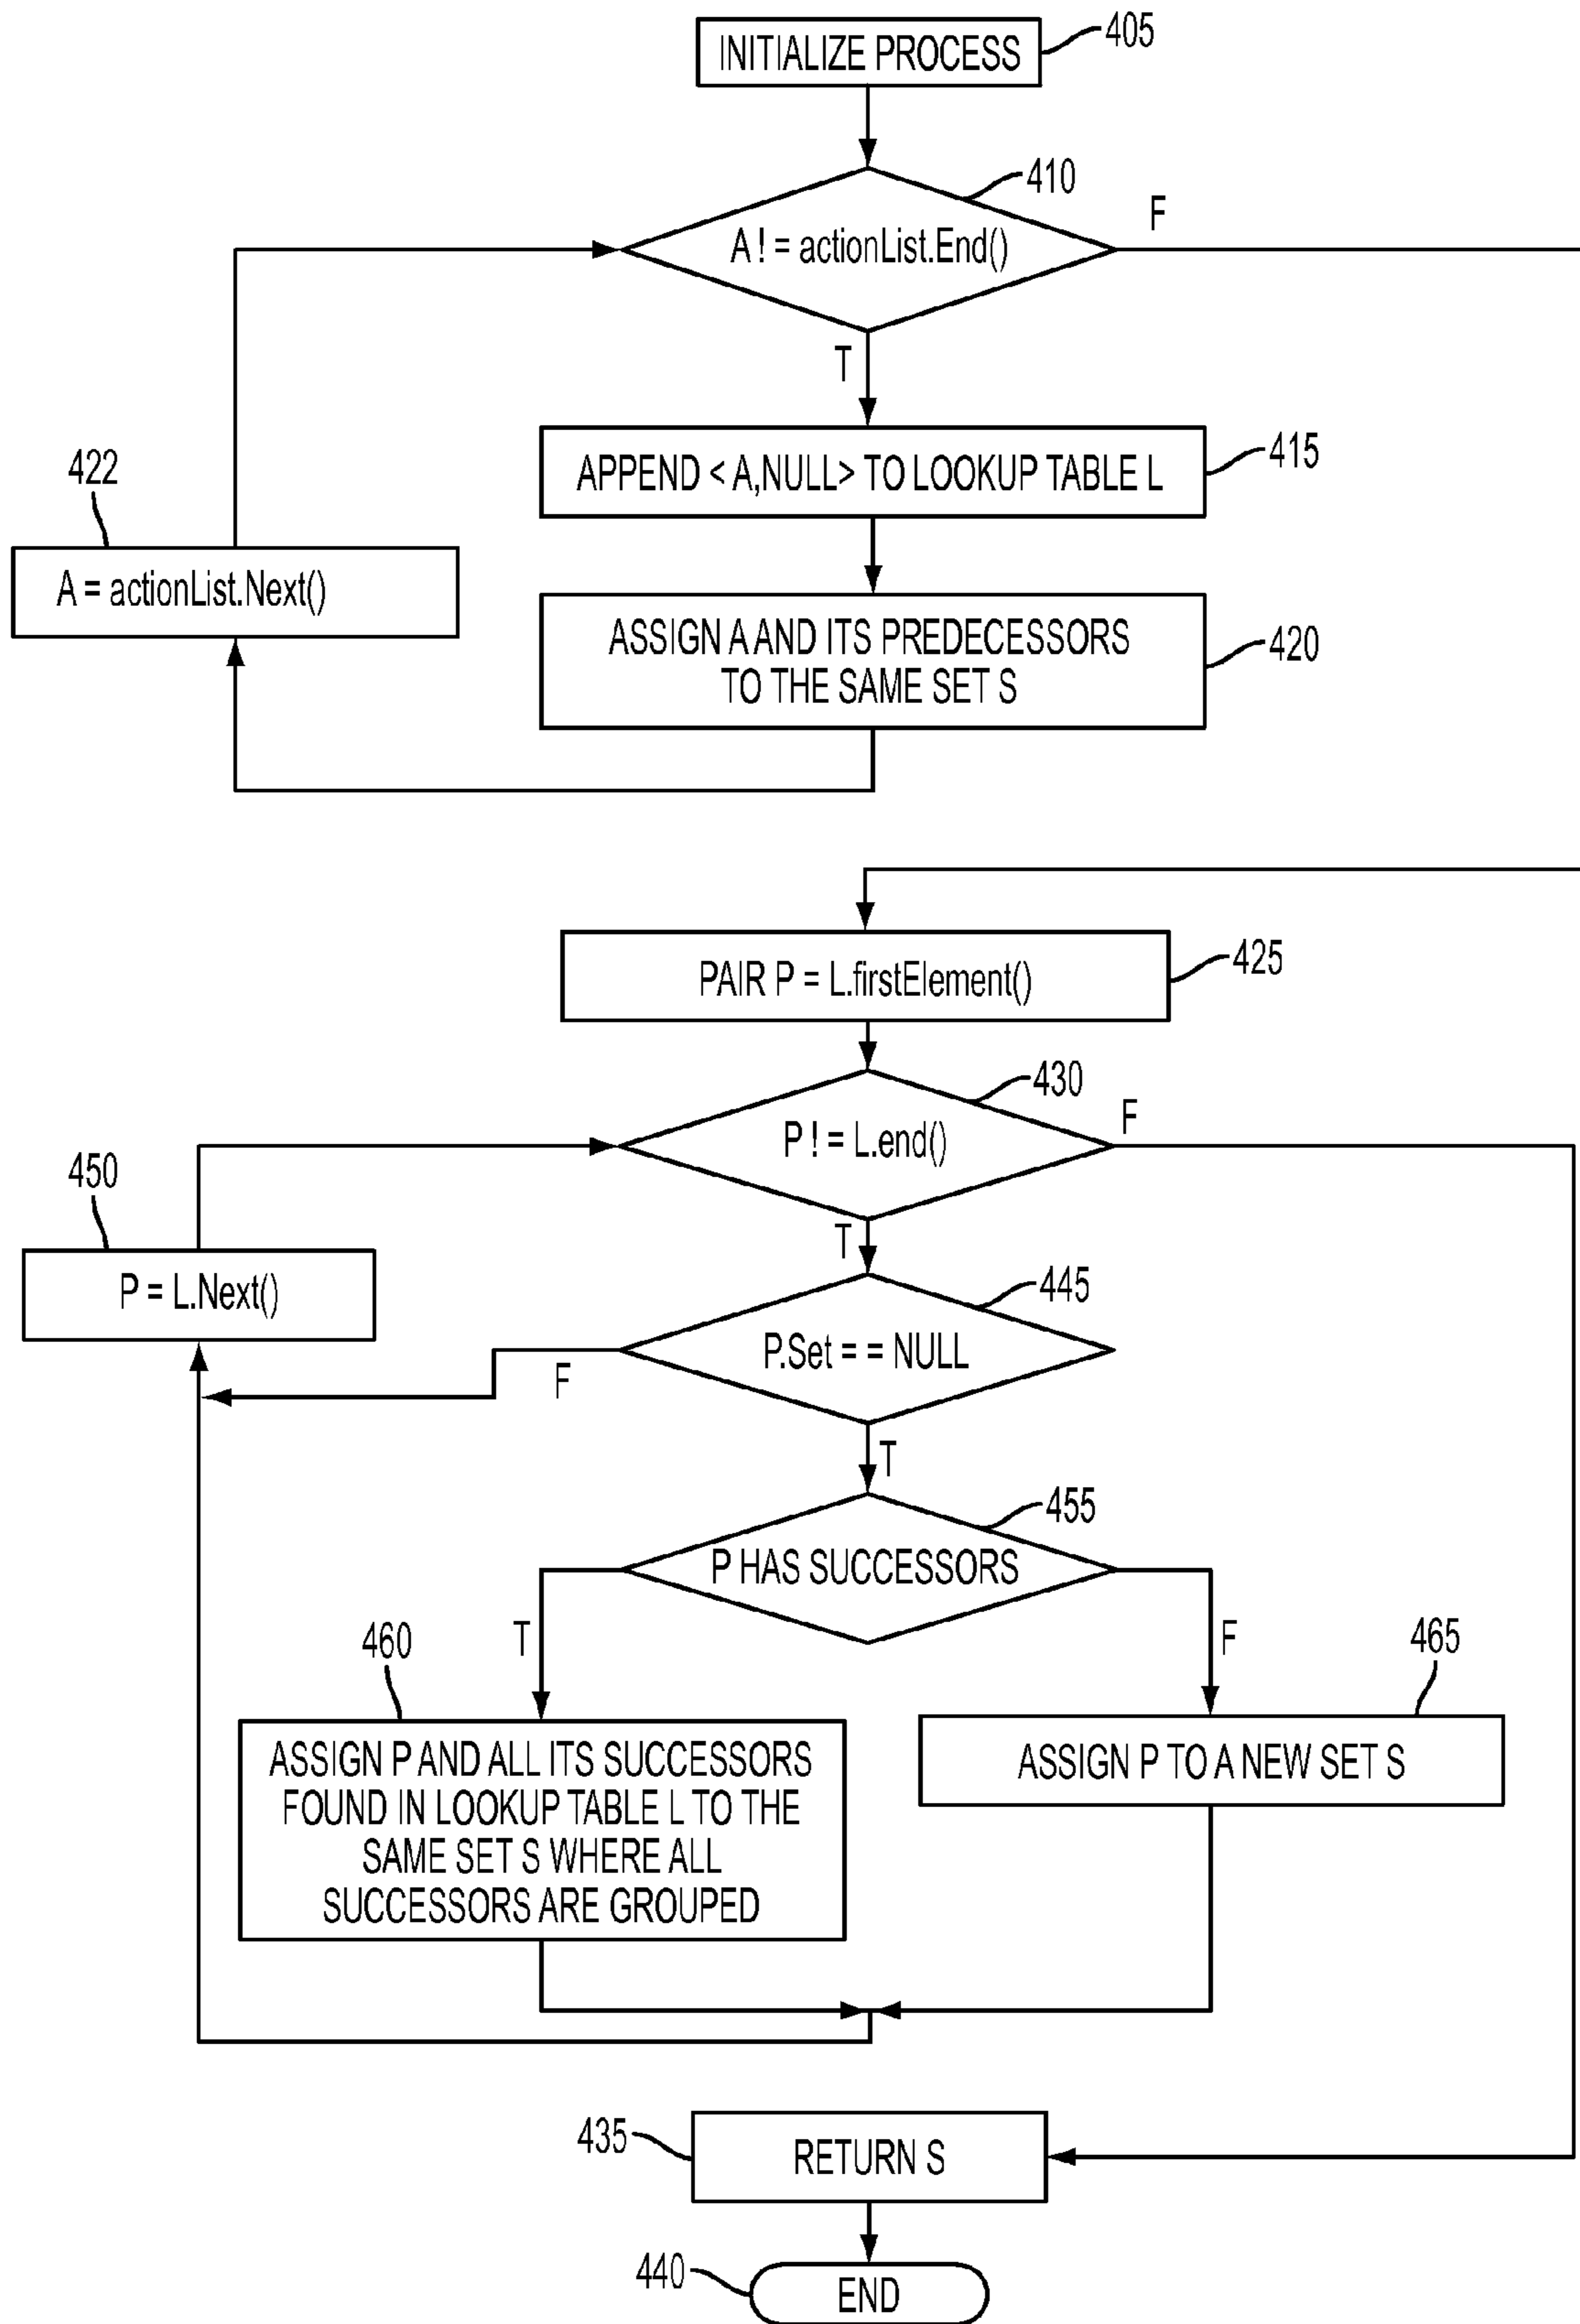 INITIALIZE PROCESS
405
410
A ! = actionList.End()
F
T
APPEND < A,NULL> TO LOOKUP TABLE L
415
422
A = actionList.Next()
ASSIGN A AND ITS PREDECESSORS
TO THE SAME SET S
420
PAIR P = L.firstElement()
425
430
P ! = L.end()
F
T
450
P = L.Next()
445
P.Set = = NULL
F
T
455
P HAS SUCCESSORS
T
F
460
465
ASSIGN P AND ALL ITS SUCCESSORS
FOUND IN LOOKUP TABLE L TO THE
SAME SET S WHERE ALL
SUCCESSORS ARE GROUPED
ASSIGN P TO A NEW SET S
435
RETURN S
440
END